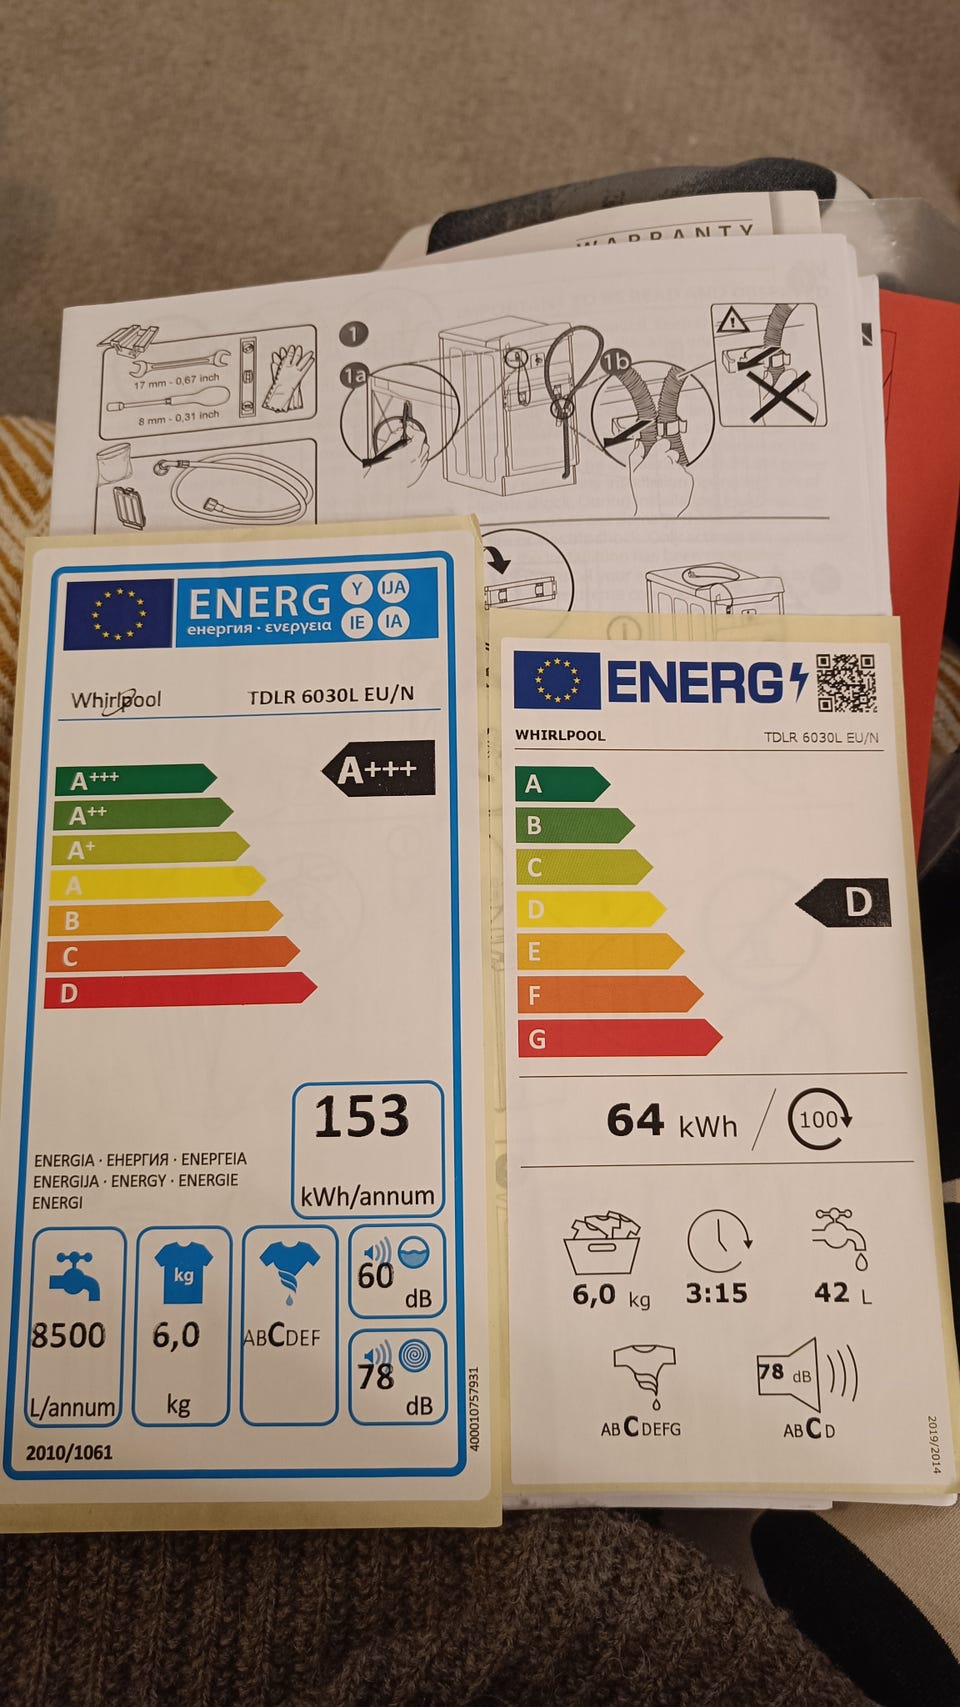 WARRANTY
17 mm - 0,67 inch
8 mm - 0,31 inch
1
1a
1b
ENERG
енергия · ενεργεια
Y IJA
IE IA
Whirlpool TDLR 6030L EU/N
A+++
A+++
A++
A+
A
B
C
D
153
kWh/annum
ENERGIA · ЕНЕРГИЯ · ΕΝΕΡΓΕΙΑ
ENERGIJA · ENERGY · ENERGIE
ENERGI
8500
L/annum
kg
6,0
kg
ABCDEF
60
dB
78
dB
2010/1061
400010757931
ENERG
WHIRLPOOL TDLR 6030L EU/N
A
B
C
D
D
E
F
G
64 kWh / 100
6,0 kg
3:15
42 L
ABCDEFG
78 dB
ABCD
2019/2014